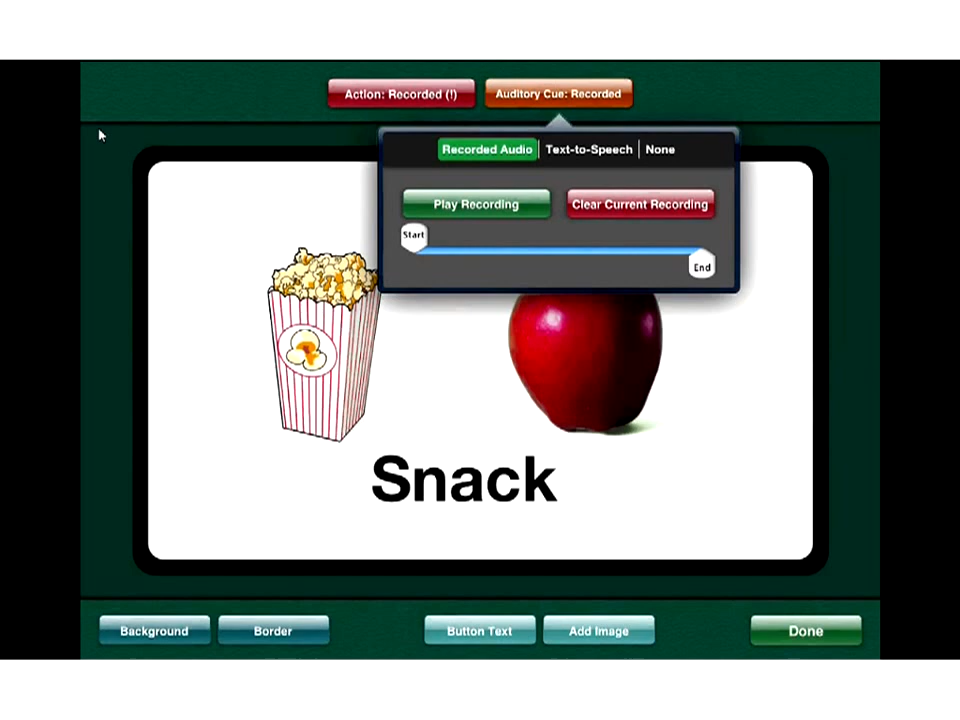 Action: Recorded (!)
Auditory Cue: Recorded
Recorded Audio
Text-to-Speech
None
Play Recording
Clear Current Recording
Start
End
Snack
Background
Border
Button Text
Add Image
Done